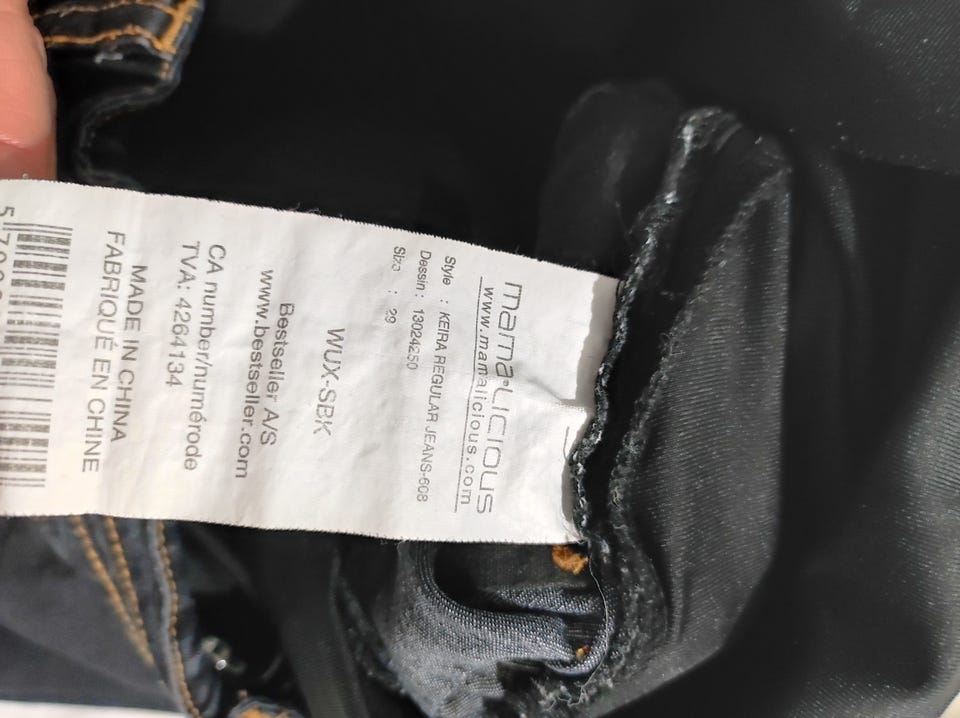 mama·licious
www.mamalicious.com
Style : KEIRA REGULAR JEANS-608
Dessin : 13024250
Size : 29
WUX-SBK
Bestseller A/S
www.bestseller.com
CA number/numérode
TVA: 4264134
MADE IN CHINA
FABRIQUÉ EN CHINE